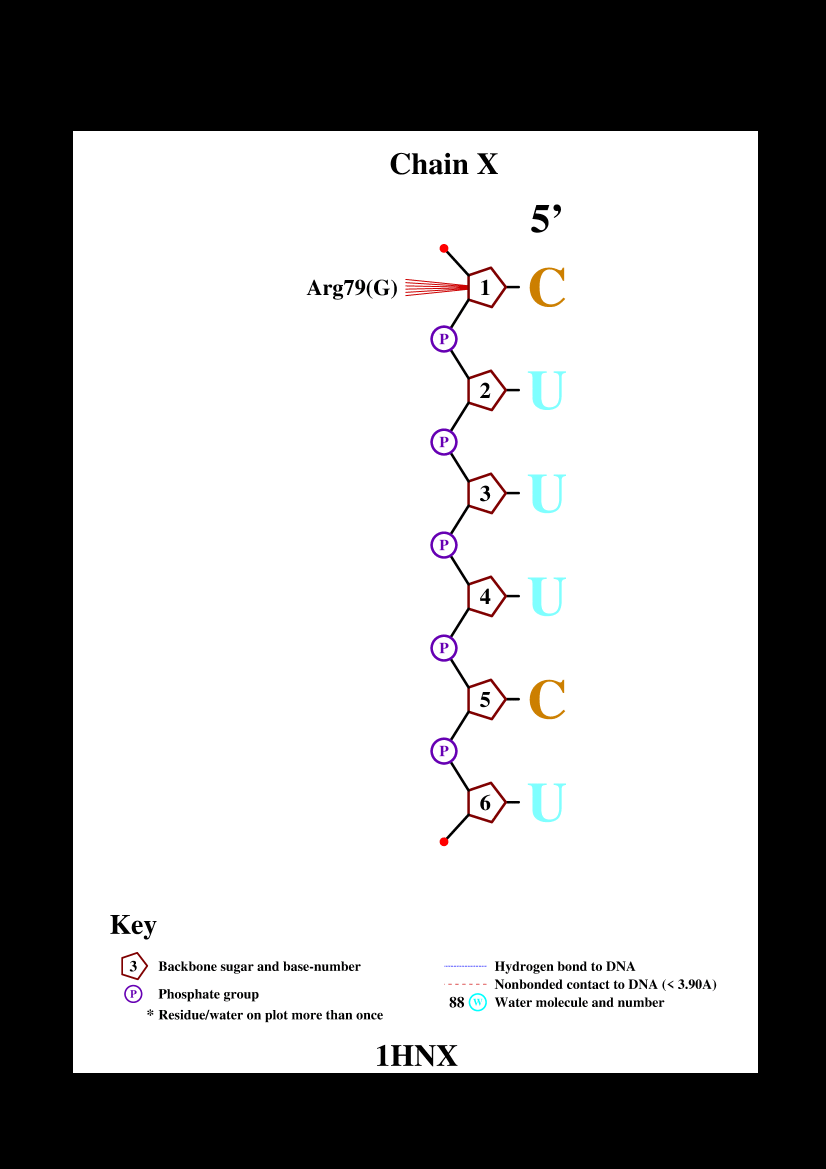 Chain X
5’
Arg79(G) 1 C
P
2 U
P
3 U
P
4 U
P
5 C
P
6 U
Key
3 Backbone sugar and base-number
P Phosphate group
* Residue/water on plot more than once
Hydrogen bond to DNA
Nonbonded contact to DNA (< 3.90A)
88 W Water molecule and number
1HNX